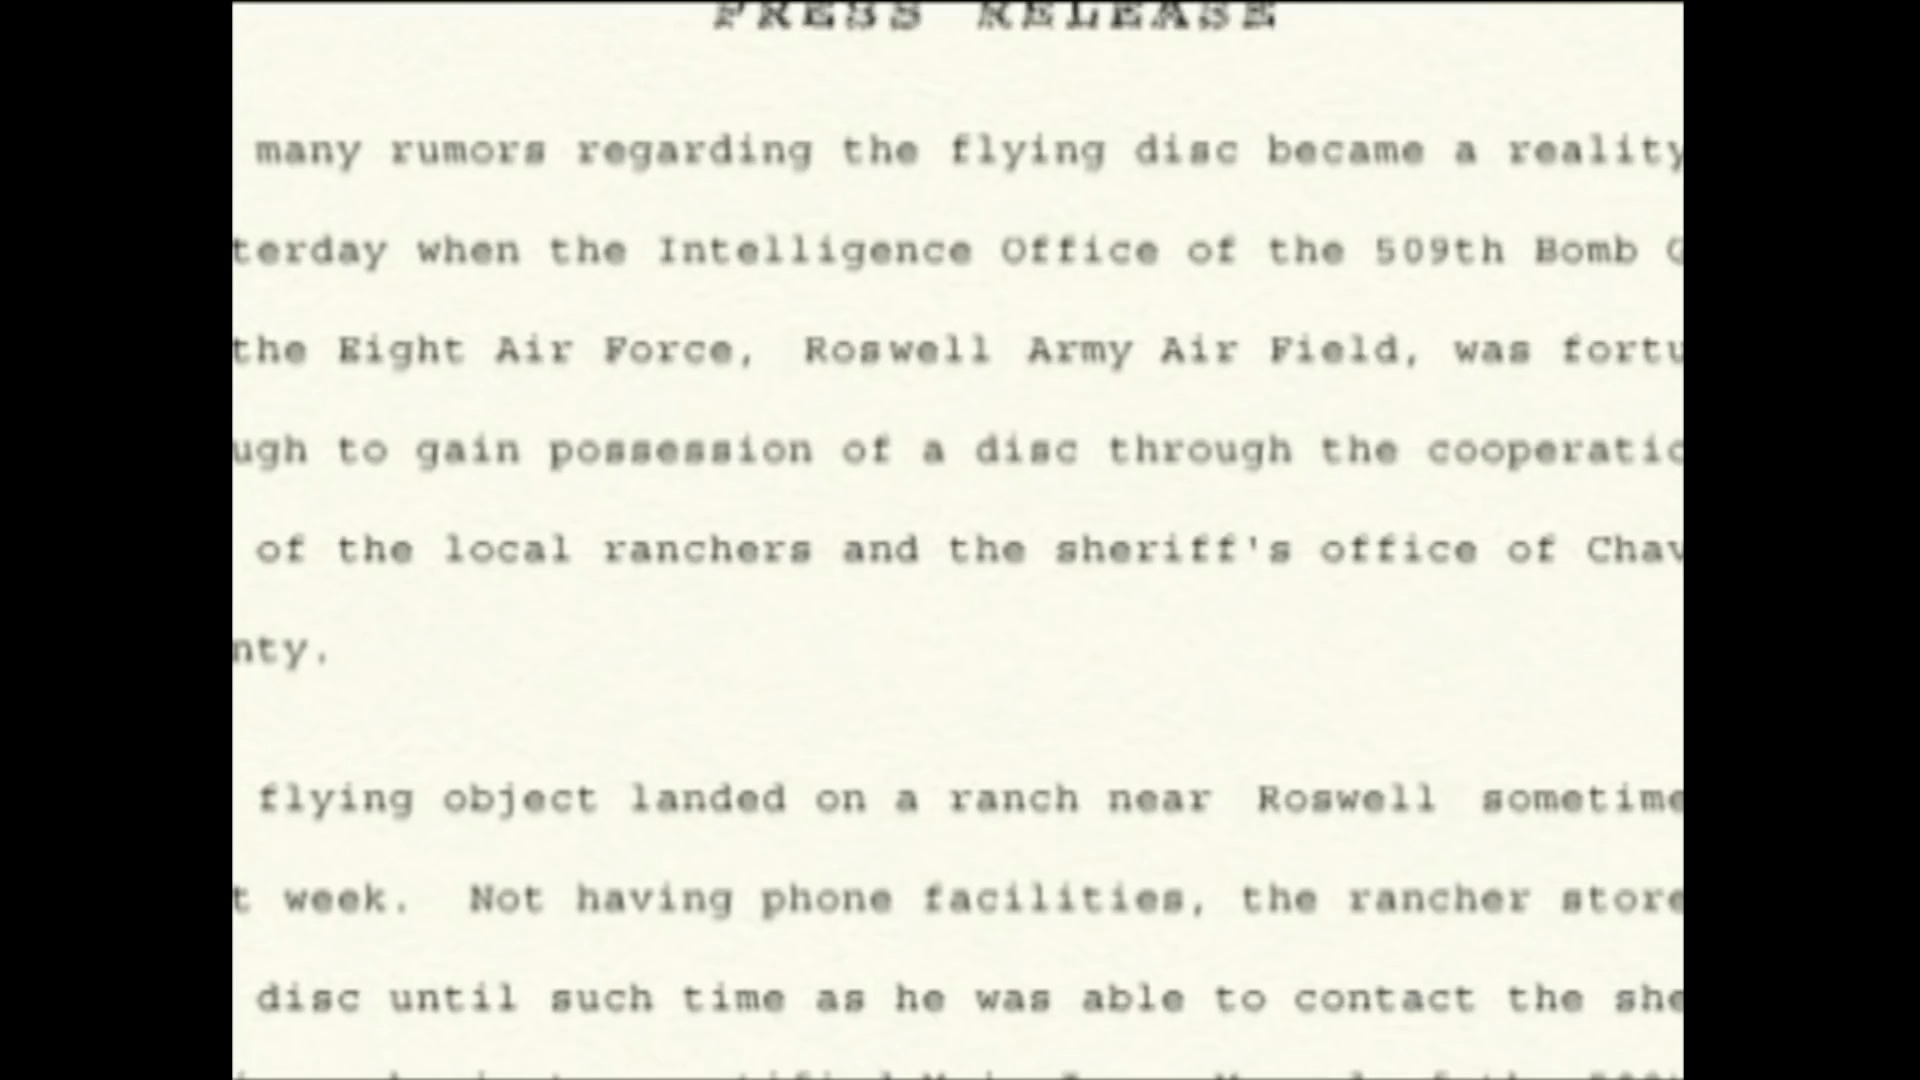 PRESS RELEASE
many rumors regarding the flying disc became a reality
terday when the Intelligence Office of the 509th Bomb G
the Eight Air Force, Roswell Army Air Field, was fortu
ugh to gain possession of a disc through the cooperatio
of the local ranchers and the sheriff's office of Chav
nty.
flying object landed on a ranch near Roswell sometime
t week. Not having phone facilities, the rancher store
disc until such time as he was able to contact the she